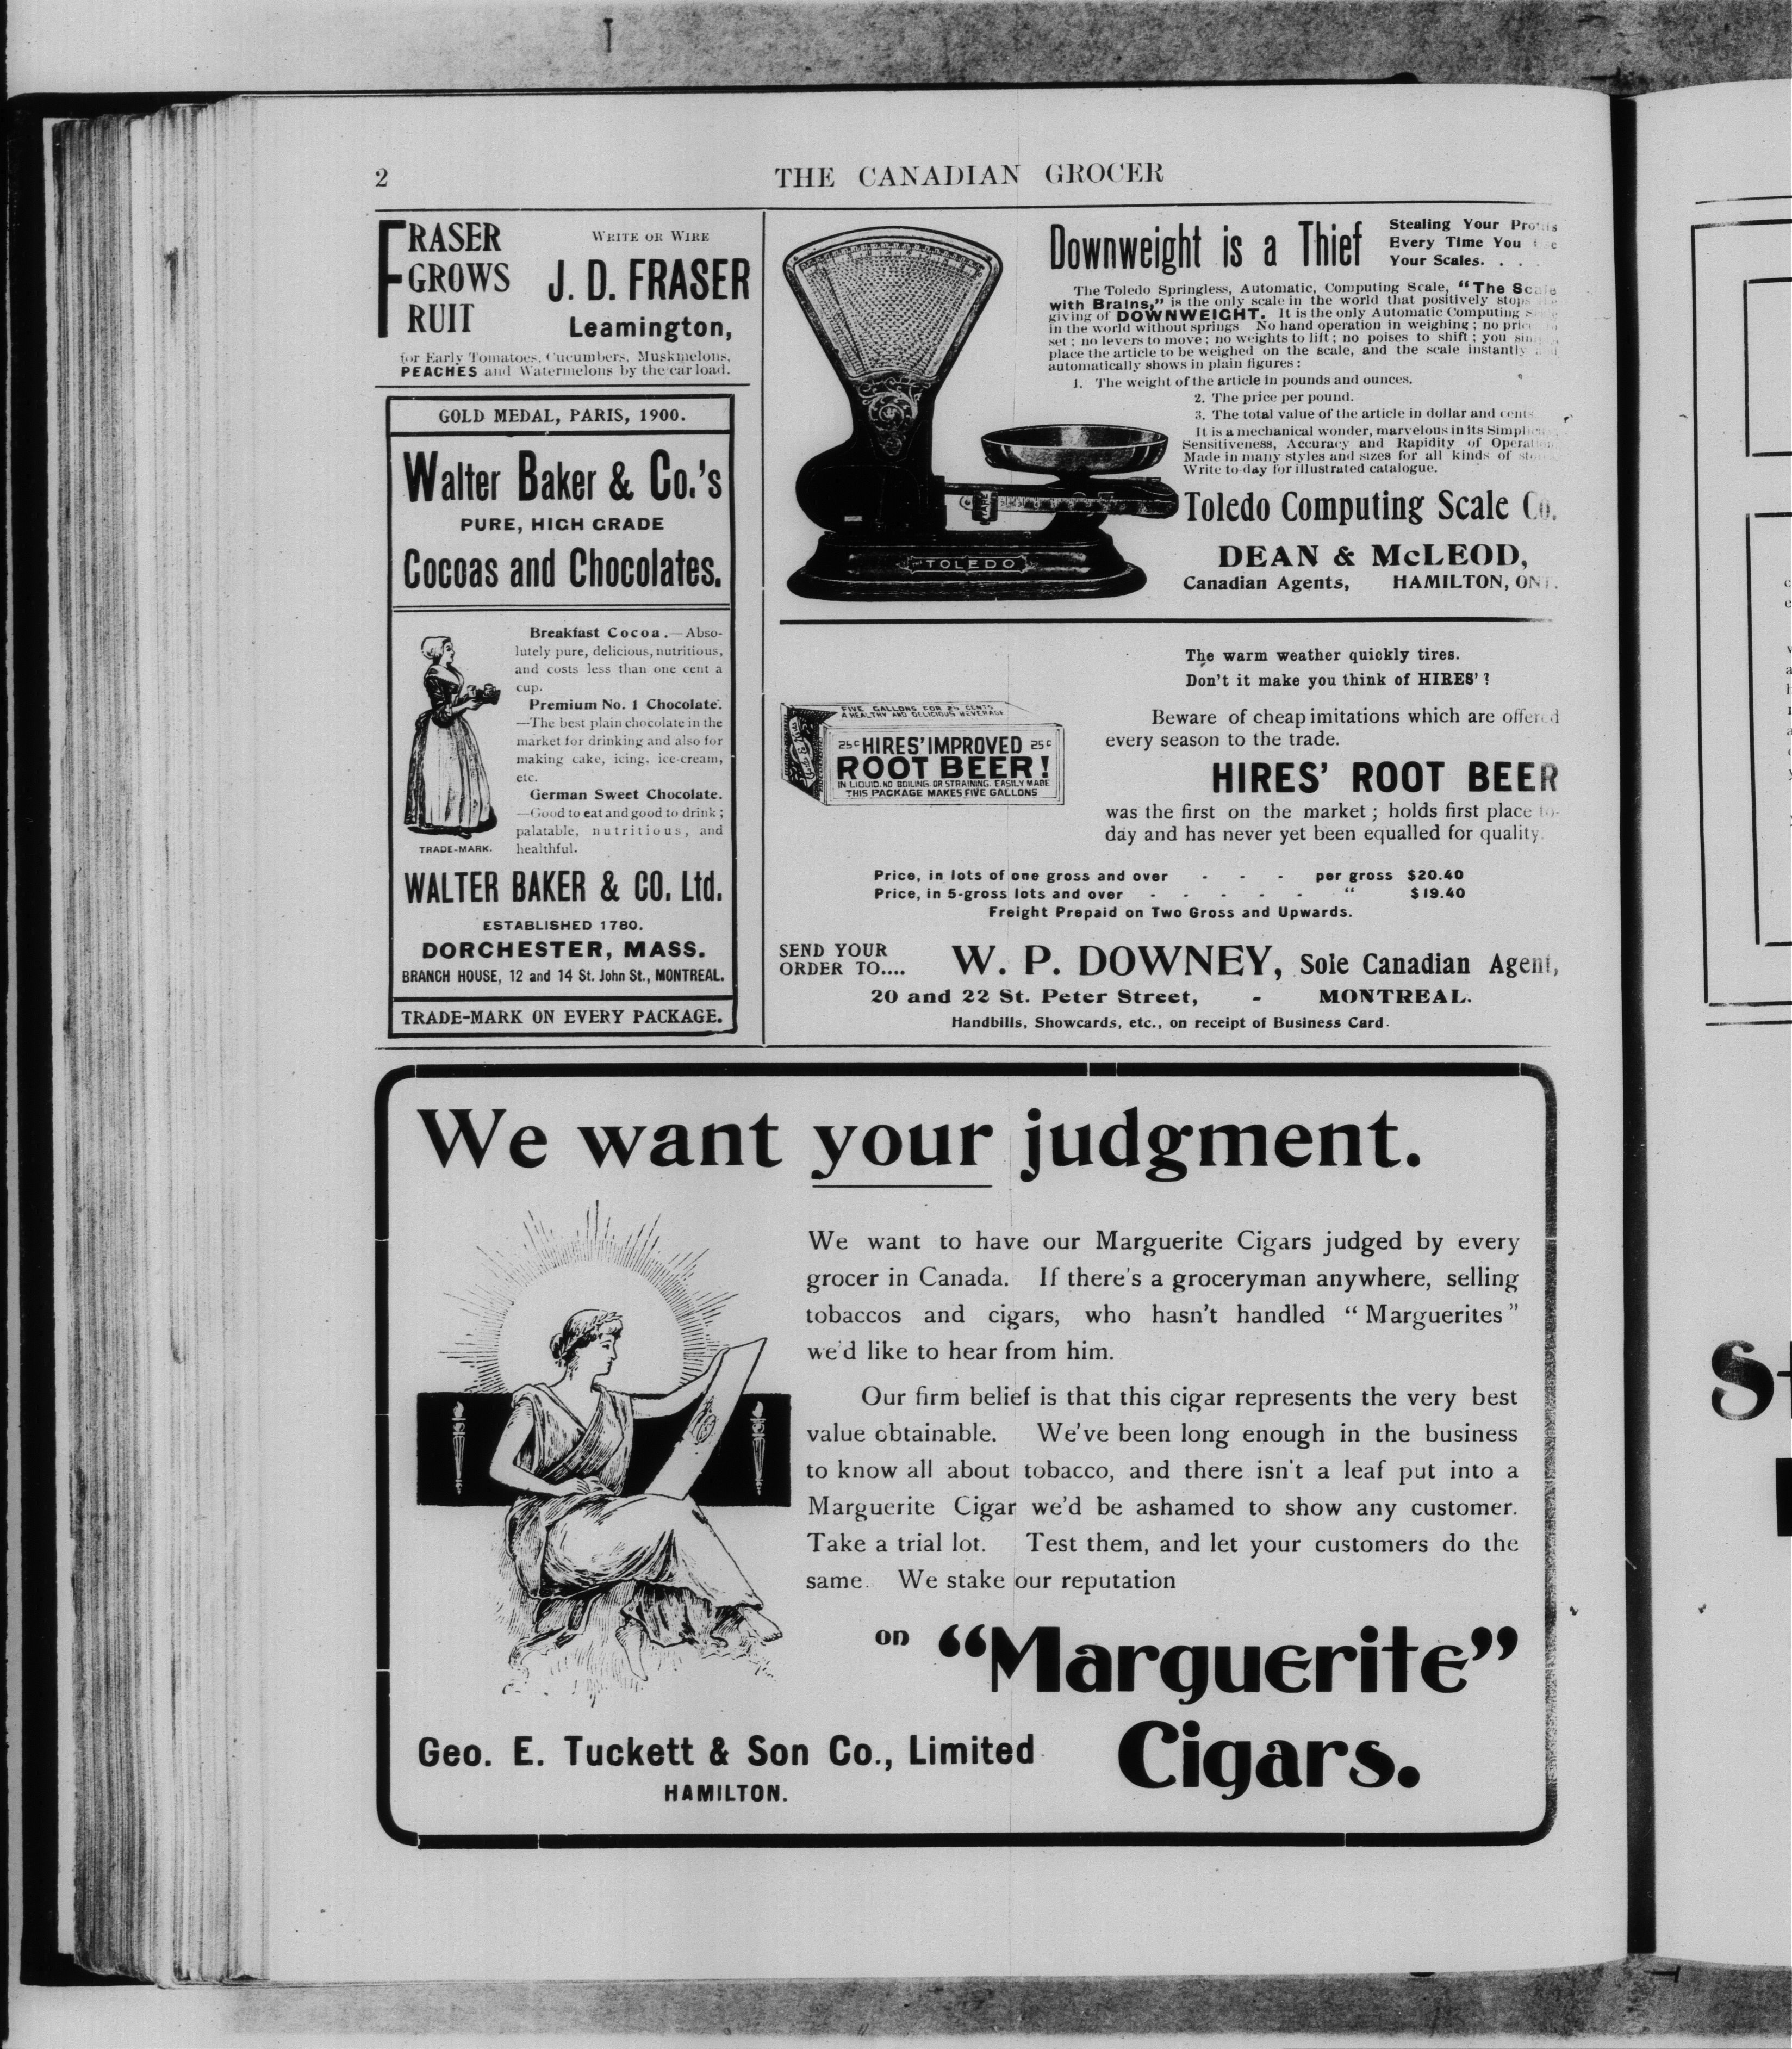 2
THE CANADIAN GROCER
FRASER
GROWS
RUIT
WRITE OR WIRE
J. D. FRASER
Leamington,
for Early Tomatoes, Cucumbers, Muskmelons,
PEACHES and Watermelons by the car load.
GOLD MEDAL, PARIS, 1900.
Walter Baker & Co.'s
PURE, HIGH GRADE
Cocoas and Chocolates.
Breakfast Cocoa.—Abso-
lutely pure, delicious, nutritious,
and costs less than one cent a
cup.
Premium No. 1 Chocolate.
—The best plain chocolate in the
market for drinking and also for
making cake, icing, ice-cream,
etc.
German Sweet Chocolate.
—Good to eat and good to drink;
palatable, nutritious, and
healthful.
TRADE-MARK.
WALTER BAKER & CO. Ltd.
ESTABLISHED 1780.
DORCHESTER, MASS.
BRANCH HOUSE, 12 and 14 St. John St., MONTREAL.
TRADE-MARK ON EVERY PACKAGE.
TOLEDO
Downweight is a Thief
Stealing Your Profits
Every Time You
Your Scales. . . .
The Toledo Springless, Automatic, Computing Scale, "The Scale
with Brains," is the only scale in the world that positively stops the
giving of DOWNWEIGHT. It is the only Automatic Computing
in the world without springs No hand operation in weighing; no price to
set; no levers to move; no weights to lift; no poises to shift; you simply
place the article to be weighed on the scale, and the scale instantly and
automatically shows in plain figures:
1. The weight of the article in pounds and ounces.
2. The price per pound.
3. The total value of the article in dollar and cents.
It is a mechanical wonder, marvelous in its Simplicity,
Sensitiveness, Accuracy and Rapidity of Operation.
Made in many styles and sizes for all kinds of stores.
Write to-day for illustrated catalogue.
Toledo Computing Scale Co.
DEAN & McLEOD,
Canadian Agents, HAMILTON, ONT.
The warm weather quickly tires.
Don't it make you think of HIRES'?
FIVE GALLONS FOR 25 CENTS
A HEALTHY AND DELICIOUS BEVERAGE
25c HIRES' IMPROVED 25c
ROOT BEER!
IN LIQUID. NO BOILING OR STRAINING. EASILY MADE
THIS PACKAGE MAKES FIVE GALLONS
Beware of cheap imitations which are offered
every season to the trade.
HIRES' ROOT BEER
was the first on the market; holds first place to-
day and has never yet been equalled for quality.
Price, in lots of one gross and over - - - per gross $20.40
Price, in 5-gross lots and over - - - - - - " $19.40
Freight Prepaid on Two Gross and Upwards.
SEND YOUR
ORDER TO....
W. P. DOWNEY, Sole Canadian Agent,
20 and 22 St. Peter Street, - MONTREAL.
Handbills, Showcards, etc., on receipt of Business Card.
We want your judgment.
We want to have our Marguerite Cigars judged by every
grocer in Canada. If there's a groceryman anywhere, selling
tobaccos and cigars, who hasn't handled "Marguerites"
we'd like to hear from him.
Our firm belief is that this cigar represents the very best
value obtainable. We've been long enough in the business
to know all about tobacco, and there isn't a leaf put into a
Marguerite Cigar we'd be ashamed to show any customer.
Take a trial lot. Test them, and let your customers do the
same. We stake our reputation
on "Marguerite"
Cigars.
Geo. E. Tuckett & Son Co., Limited
HAMILTON.